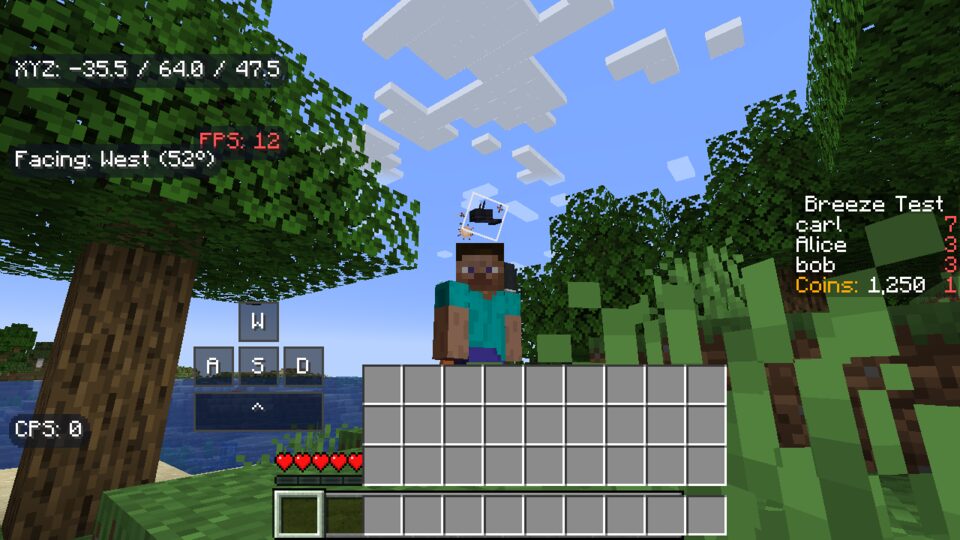 XYZ: -35.5 / 64.0 / 47.5
FPS: 12
Facing: West (52º)
Breeze Test
carl 7
Alice 3
bob 3
Coins: 1,250 1
W
A S D
^
CPS: 0